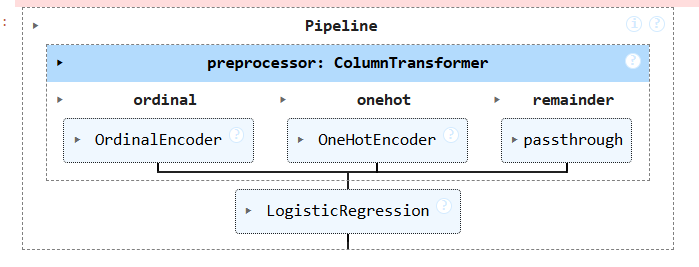 :
Pipeline i ?
preprocessor: ColumnTransformer ?
ordinal onehot remainder
OrdinalEncoder ? OneHotEncoder ? passthrough
LogisticRegression ?